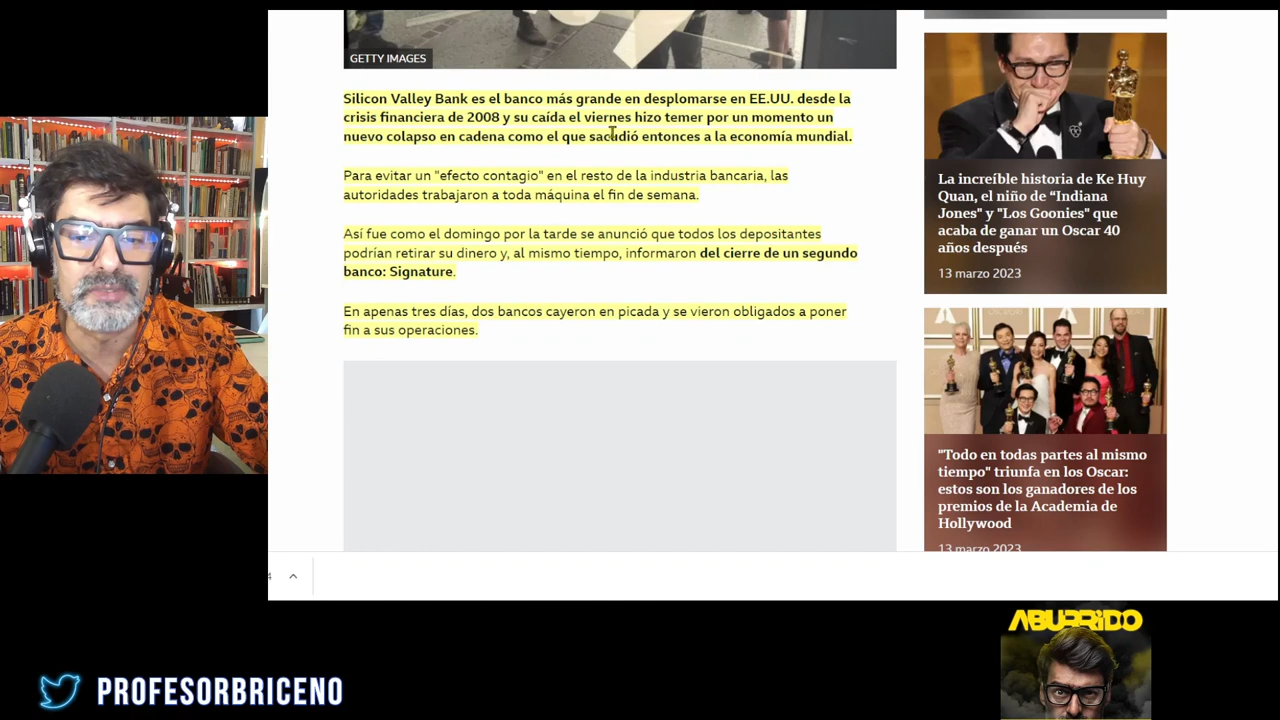 GETTY IMAGES
Silicon Valley Bank es el banco más grande en desplomarse en EE.UU. desde la
crisis financiera de 2008 y su caída el viernes hizo temer por un momento un
nuevo colapso en cadena como el que sacudió entonces a la economía mundial.
Para evitar un "efecto contagio" en el resto de la industria bancaria, las
autoridades trabajaron a toda máquina el fin de semana.
Así fue como el domingo por la tarde se anunció que todos los depositantes
podrían retirar su dinero y, al mismo tiempo, informaron del cierre de un segundo
banco: Signature.
En apenas tres días, dos bancos cayeron en picada y se vieron obligados a poner
fin a sus operaciones.
La increíble historia de Ke Huy
Quan, el niño de “Indiana
Jones" y "Los Goonies" que
acaba de ganar un Oscar 40
años después
13 marzo 2023
"Todo en todas partes al mismo
tiempo" triunfa en los Oscar:
estos son los ganadores de los
premios de la Academia de
Hollywood
13 marzo 2023
ABURRIDO
PROFESORBRICENO